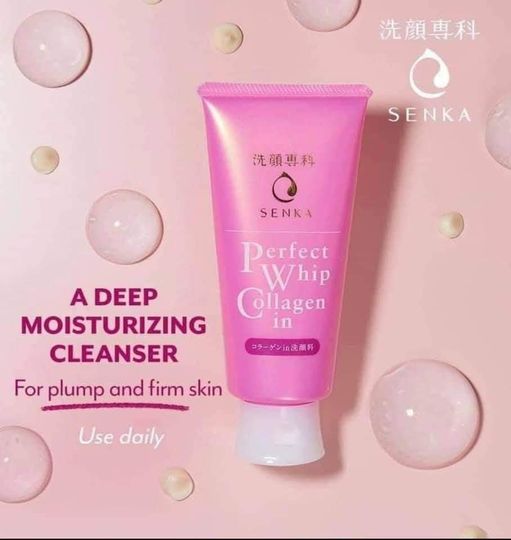 洗顔専科
SENKA
洗顔専科
SENKA
Perfect
Whip
Collagen
in
コラーゲンin洗顔料
A DEEP
MOISTURIZING
CLEANSER
For plump and firm skin
Use daily